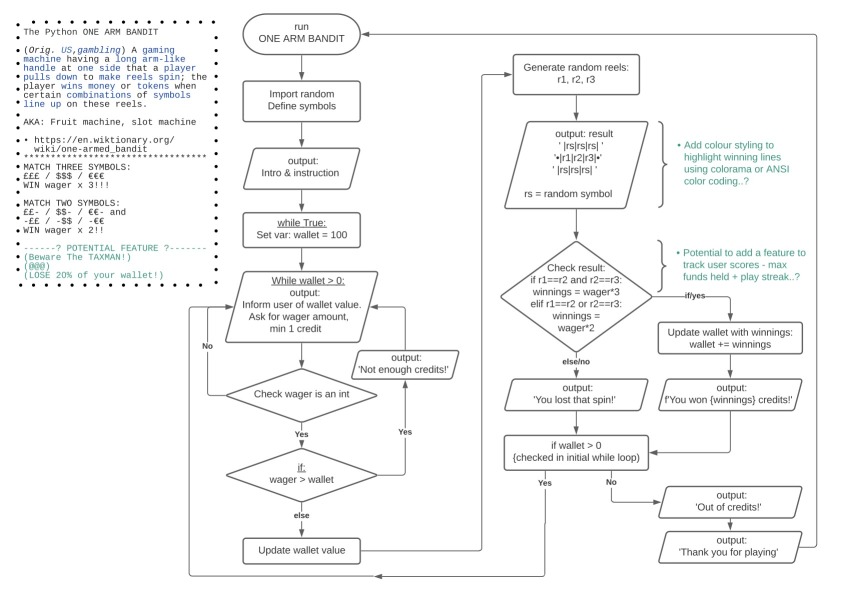 The Python ONE ARM BANDIT
(Orig. US,gambling) A gaming
machine having a long arm-like
handle at one side that a player
pulls down to make reels spin; the
player wins money or tokens when
certain combinations of symbols
line up on these reels.
AKA: Fruit machine, slot machine
• https://en.wiktionary.org/
wiki/one-armed_bandit
*********************************
MATCH THREE SYMBOLS:
£££ / $$$ / €€€
WIN wager x 3!!!
MATCH TWO SYMBOLS:
££- / $$- / €€- and
-££ / -$$ / -€€
WIN wager x 2!!
------? POTENTIAL FEATURE ?-------
(Beware The TAXMAN!)
(@@@)
(LOSE 20% of your wallet!)
run
ONE ARM BANDIT
Import random
Define symbols
output:
Intro & instruction
while True:
Set var: wallet = 100
While wallet > 0:
output:
Inform user of wallet value.
Ask for wager amount,
min 1 credit
No
output:
'Not enough credits!'
Check wager is an int
Yes
Yes
if:
wager > wallet
else
Update wallet value
Generate random reels:
r1, r2, r3
output: result
' |rs|rs|rs| '
'•|r1|r2|r3|•'
' |rs|rs|rs| '
rs = random symbol
• Add colour styling to
highlight winning lines
using colorama or ANSI
color coding..?
Check result:
if r1==r2 and r2==r3:
winnings = wager*3
elif r1==r2 or r2==r3:
winnings =
wager*2
• Potential to add a feature to
track user scores - max
funds held + play streak..?
if/yes
Update wallet with winnings:
wallet += winnings
else/no
output:
'You lost that spin!'
output:
f'You won {winnings} credits!'
if wallet > 0
{checked in initial while loop)
Yes
No
output:
'Out of credits!'
output:
'Thank you for playing'